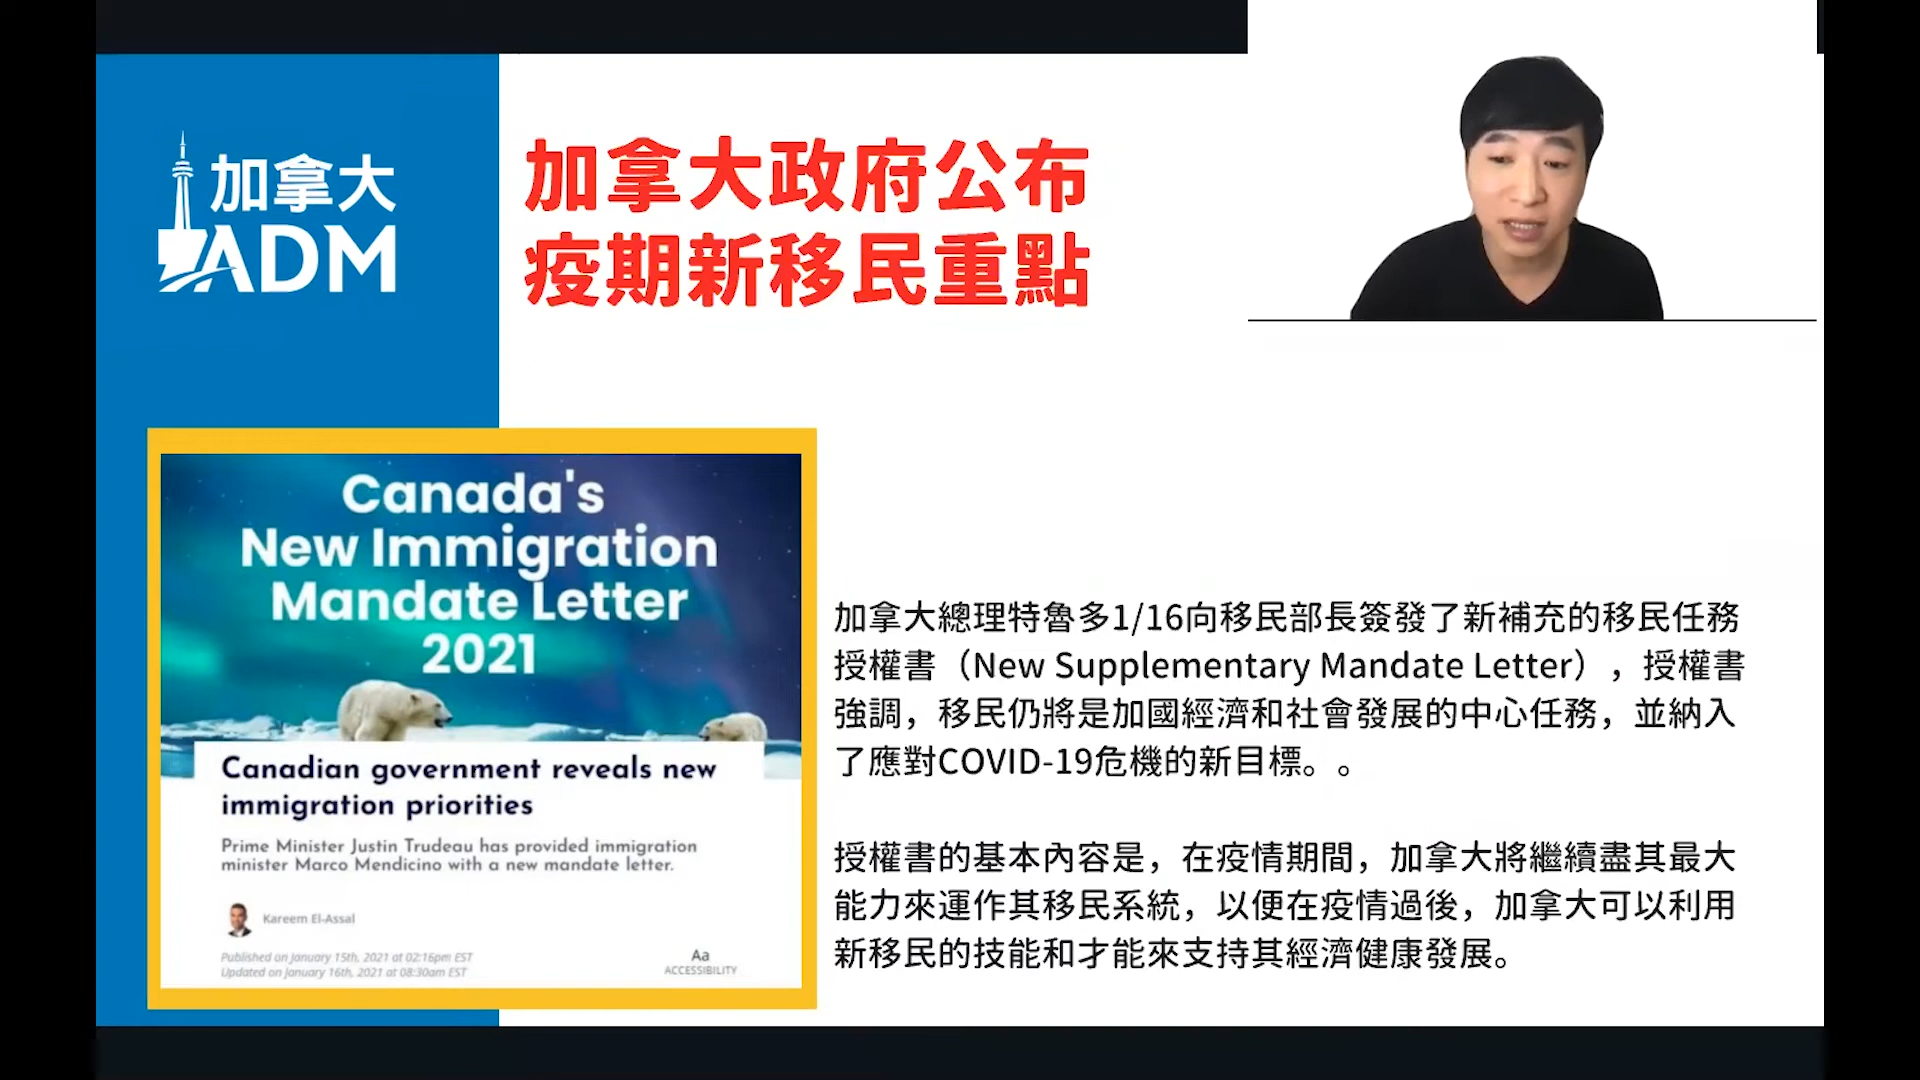 加拿大
ADM
加拿大政府公布
疫期新移民重點
Canada's
New Immigration
Mandate Letter
2021
Canadian government reveals new
immigration priorities
Prime Minister Justin Trudeau has provided immigration
minister Marco Mendicino with a new mandate letter.
Kareem El-Assal
Published on January 15th, 2021 at 02:16pm EST
Updated on January 16th, 2021 at 08:30am EST
Aa
ACCESSIBILITY
加拿大總理特魯多1/16向移民部長簽發了新補充的移民任務
授權書（New Supplementary Mandate Letter），授權書
強調，移民仍將是加國經濟和社會發展的中心任務，並納入
了應對COVID-19危機的新目標。。
授權書的基本內容是，在疫情期間，加拿大將繼續盡其最大
能力來運作其移民系統，以便在疫情過後，加拿大可以利用
新移民的技能和才能來支持其經濟健康發展。